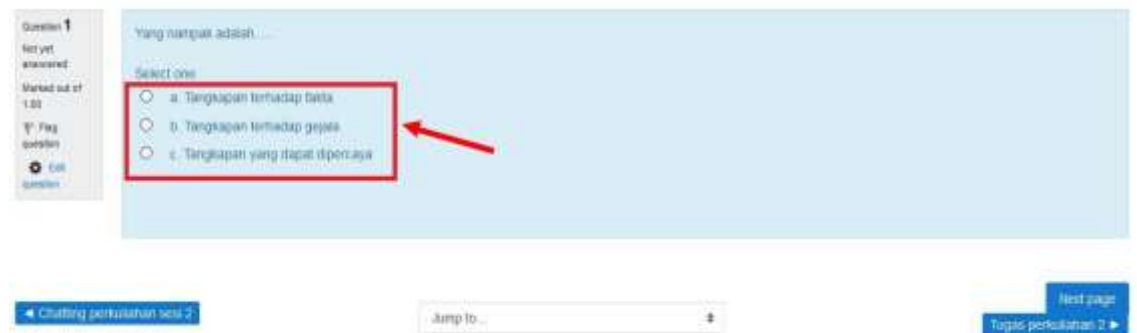 Question 1
Not yet
answered
Marked out of
1.00
Flag
question
Edit
question
Yang nampak adalah ....
Select one:
a. Tangkapan terhadap fakta
b. Tangkapan terhadap gejala
c. Tangkapan yang dapat dipercaya
◄ Chatting perkuliahan sesi 2
Jump to...
Next page
Tugas perkuliahan 2 ►